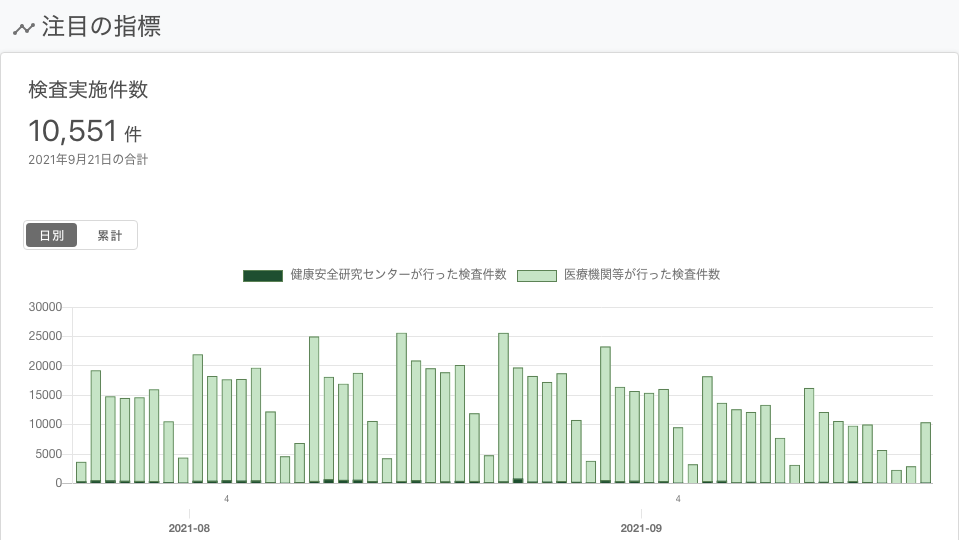 注目の指標
検査実施件数
10,551 件
2021年9月21日の合計
日別 累計
健康安全研究センターが行った検査件数 医療機関等が行った検査件数
30000
25000
20000
15000
10000
5000
0
4 4
2021-08 2021-09